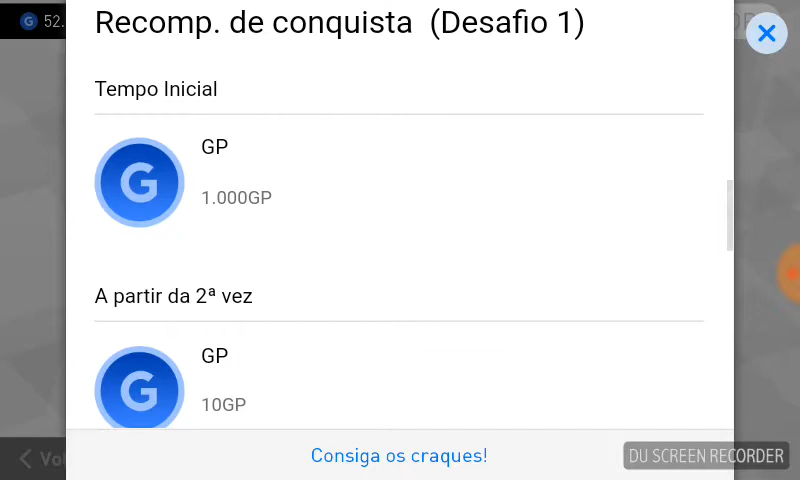 Recomp. de conquista (Desafio 1)
G 52.
Tempo Inicial
G
GP
1.000GP
A partir da 2ª vez
G
GP
10GP
Consiga os craques!
DU SCREEN RECORDER